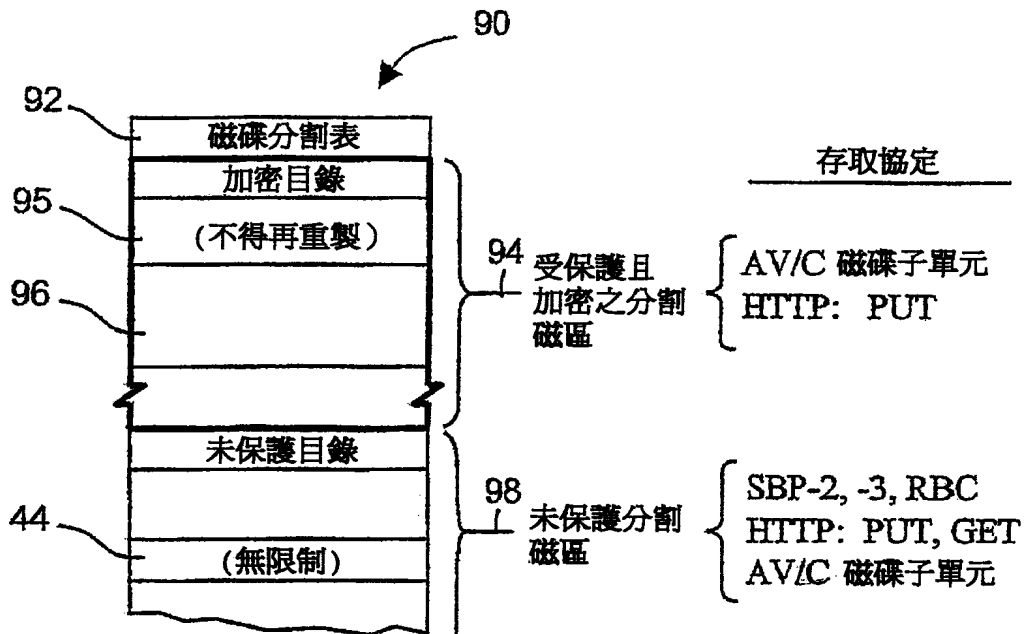 90
92
磁碟分割表
加密目錄
95
(不得再重製)
96
94
受保護且
加密之分割
磁區
存取協定
AV/C 磁碟子單元
HTTP: PUT
未保護目錄
44
(無限制)
98
未保護分割
磁區
SBP-2, -3, RBC
HTTP: PUT, GET
AV/C 磁碟子單元